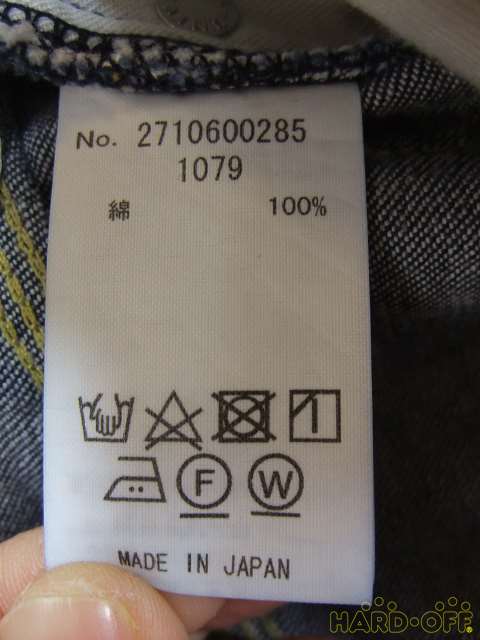 No. 2710600285
1079
綿 100%
F W
MADE IN JAPAN
HARD-OFF